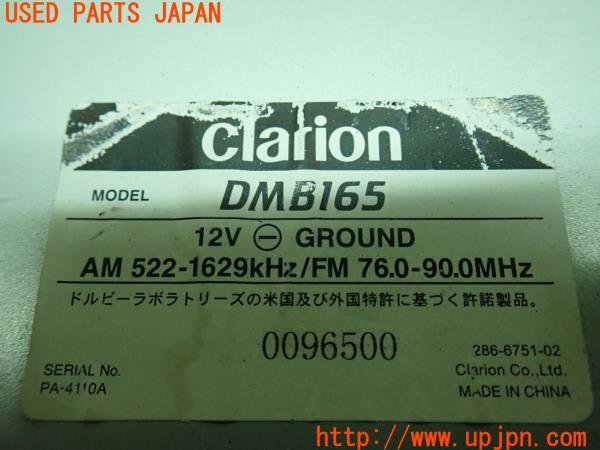 USED PARTS JAPAN
clarion
MODEL DMB165
12V ⊖ GROUND
AM 522-1629kHz/FM 76.0-90.0MHz
ドルビーラボラトリーズの米国及び外国特許に基づく許諾製品。
0096500
286-6751-02
SERIAL No. Clarion Co.,Ltd.
PA-4110A MADE IN CHINA
http://www.upjpn.com